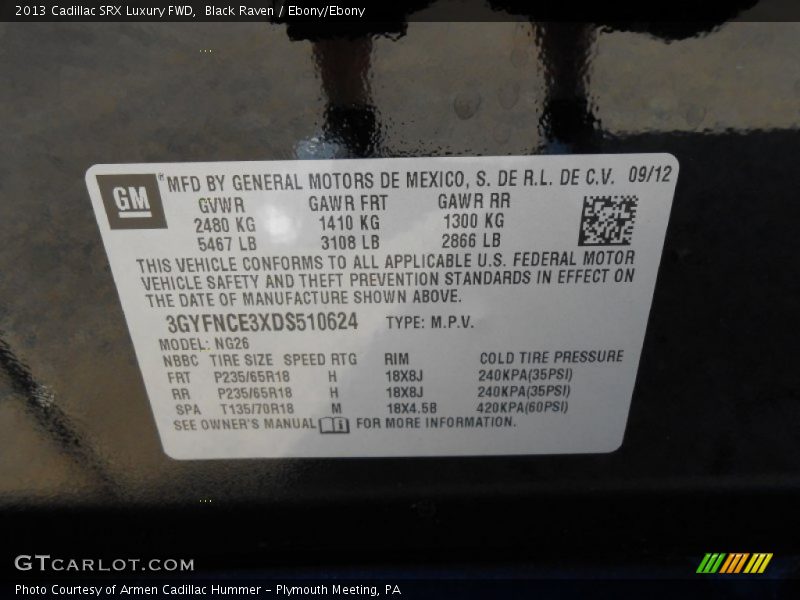 2013 Cadillac SRX Luxury FWD, Black Raven / Ebony/Ebony
GM ® MFD BY GENERAL MOTORS DE MEXICO, S. DE R.L. DE C.V. 09/12
GVWR GAWR FRT GAWR RR
2480 KG 1410 KG 1300 KG
5467 LB 3108 LB 2866 LB
THIS VEHICLE CONFORMS TO ALL APPLICABLE U.S. FEDERAL MOTOR
VEHICLE SAFETY AND THEFT PREVENTION STANDARDS IN EFFECT ON
THE DATE OF MANUFACTURE SHOWN ABOVE.
3GYFNCE3XDS510624 TYPE: M.P.V.
MODEL: NG26
NBBC TIRE SIZE SPEED RTG RIM COLD TIRE PRESSURE
FRT P235/65R18 H 18X8J 240KPA(35PSI)
RR P235/65R18 H 18X8J 240KPA(35PSI)
SPA T135/70R18 M 18X4.5B 420KPA(60PSI)
SEE OWNER'S MANUAL i FOR MORE INFORMATION.
GTCARLOT.COM
Photo Courtesy of Armen Cadillac Hummer - Plymouth Meeting, PA